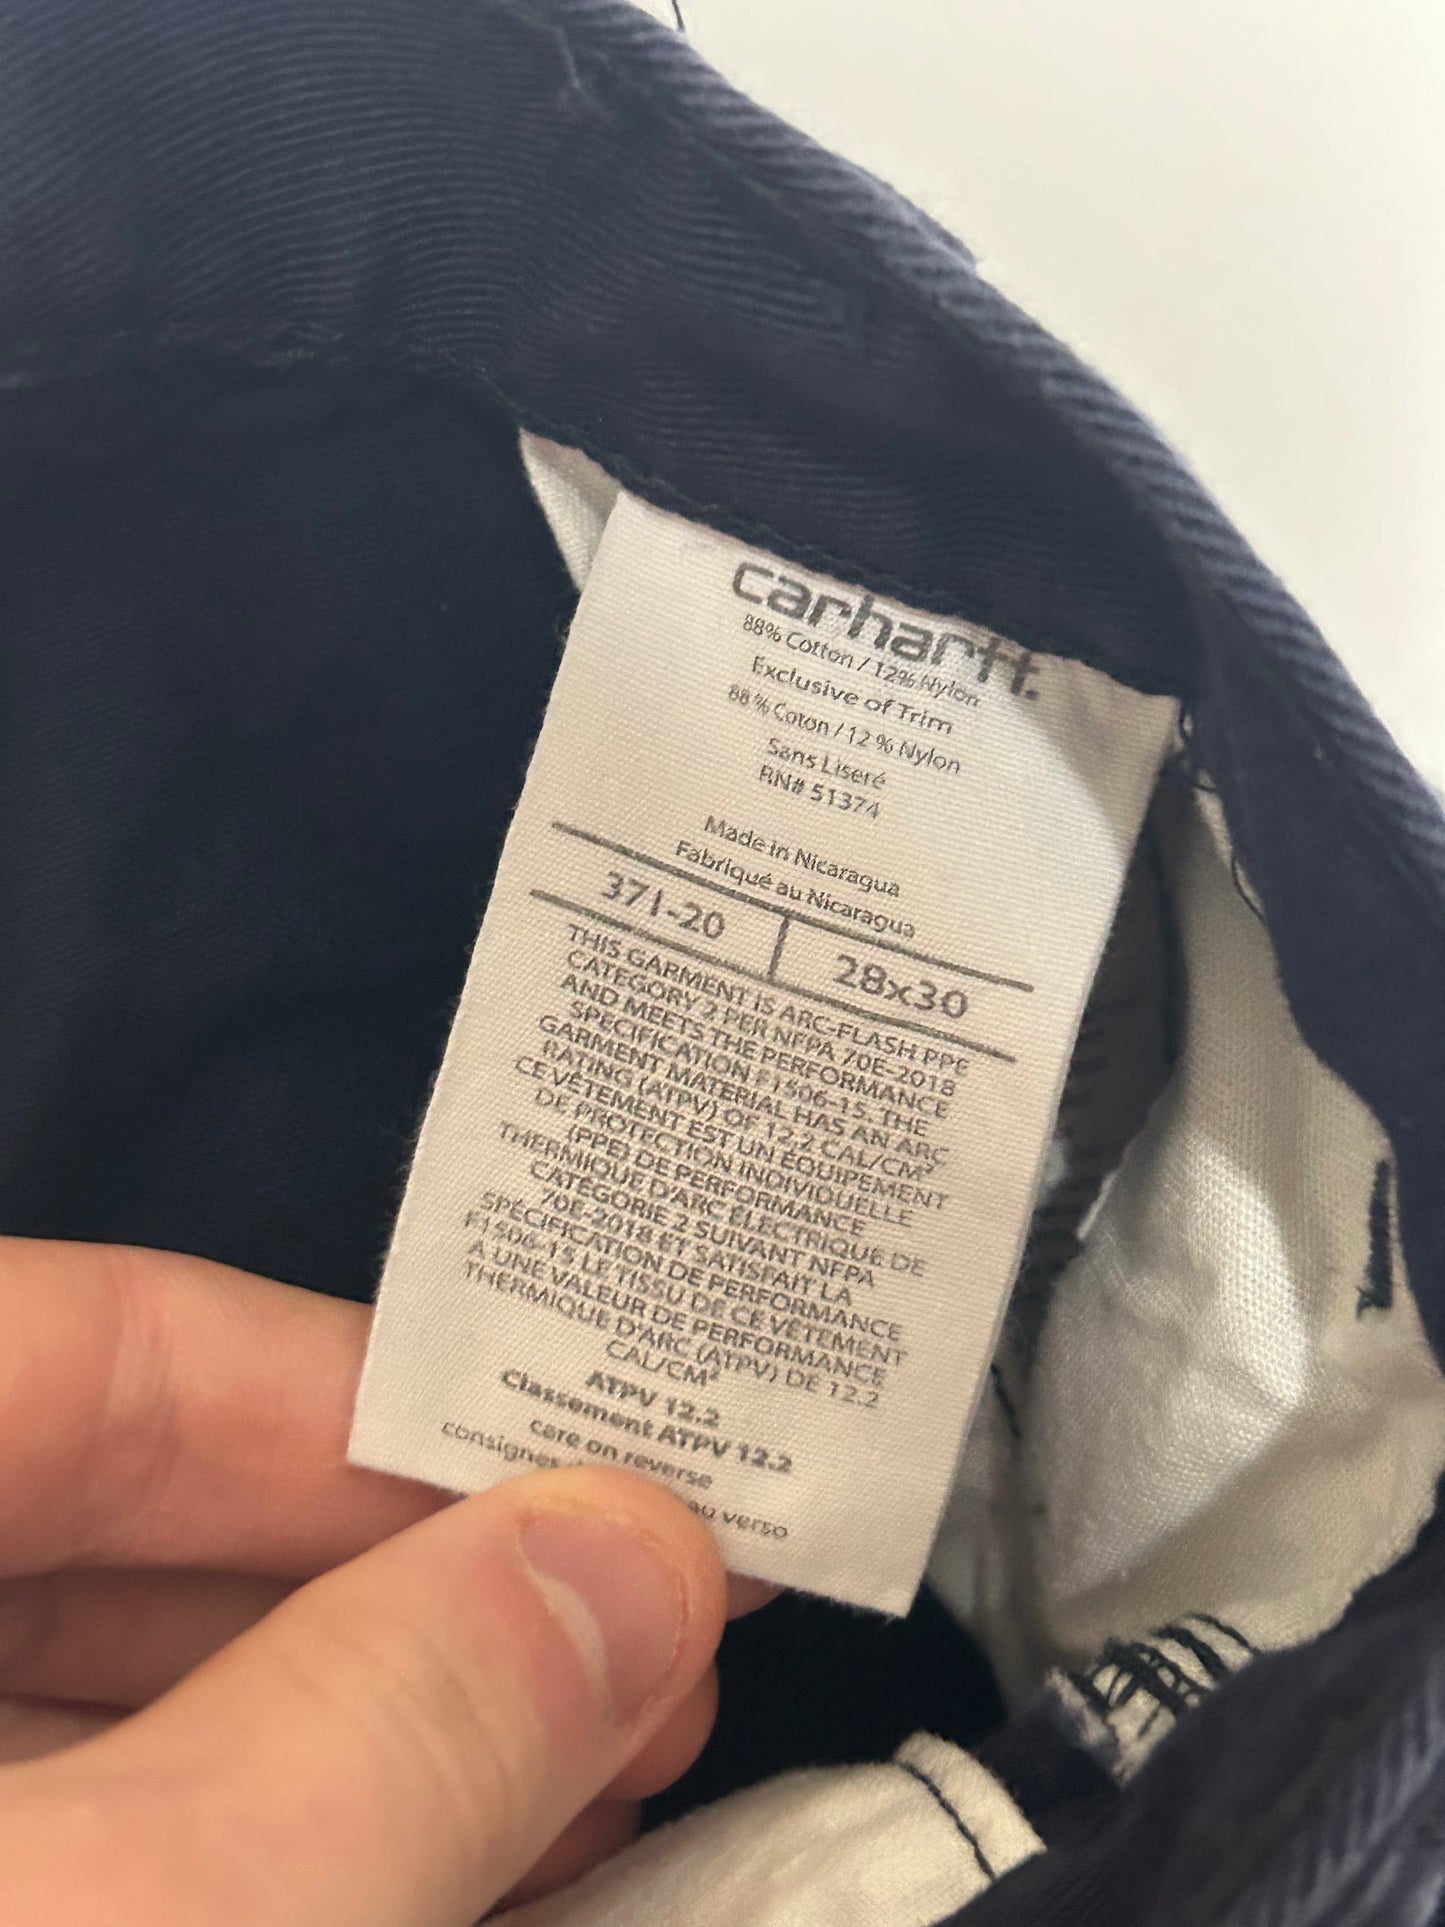 carhartt.
88% Cotton / 12% Nylon
Exclusive of Trim
88 % Coton / 12 % Nylon
Sans Liseré
RN# 51374
Made in Nicaragua
Fabriqué au Nicaragua
371-20 28x30
THIS GARMENT IS ARC-FLASH PPE
CATEGORY 2 PER NFPA 70E-2018
AND MEETS THE PERFORMANCE
SPECIFICATION F1506-15. THE
GARMENT MATERIAL HAS AN ARC
RATING (ATPV) OF 12.2 CAL/CM²
CE VÊTEMENT EST UN ÉQUIPEMENT
DE PROTECTION INDIVIDUELLE
(PPE) DE PERFORMANCE
THERMIQUE D'ARC ÉLECTRIQUE DE
CATÉGORIE 2 SUIVANT NFPA
70E-2018 ET SATISFAIT LA
SPÉCIFICATION DE PERFORMANCE
F1506-15 LE TISSU DE CE VÊTEMENT
A UNE VALEUR DE PERFORMANCE
THERMIQUE D'ARC (ATPV) DE 12.2
CAL/CM²
ATPV 12.2
Classement ATPV 12.2
care on reverse
consignes au verso